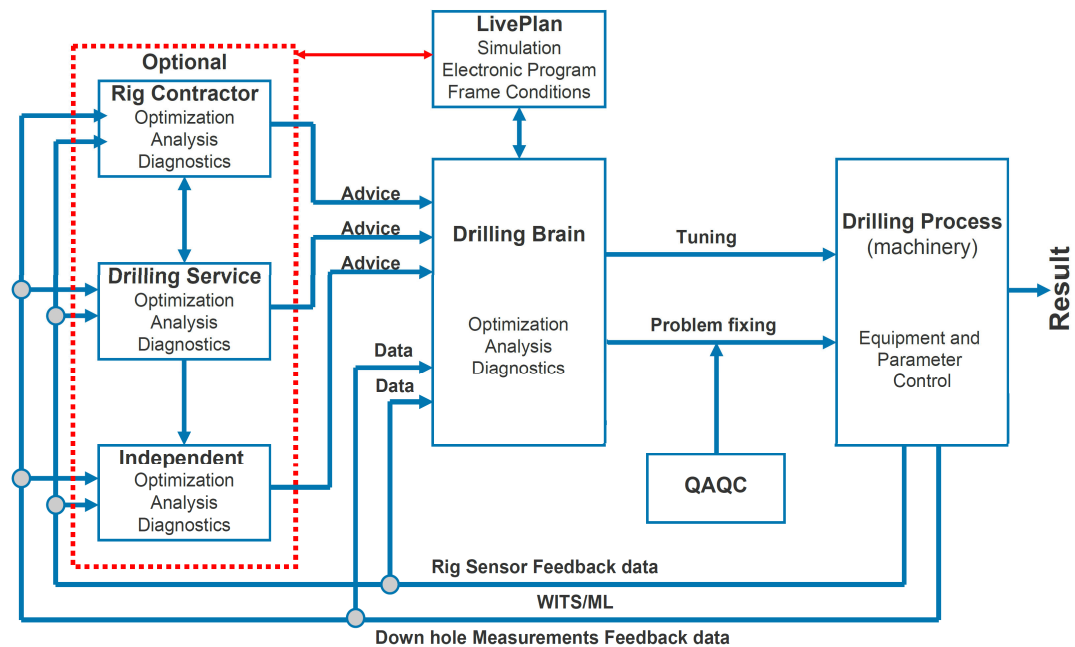 LivePlan
Simulation
Electronic Program
Frame Conditions
Optional
Rig Contractor
Optimization
Analysis
Diagnostics
Advice
Advice
Advice
Drilling Brain
Optimization
Analysis
Diagnostics
Tuning
Problem fixing
Drilling Process
(machinery)
Equipment and
Parameter
Control
Result
Drilling Service
Optimization
Analysis
Diagnostics
Data
Data
Independent
Optimization
Analysis
Diagnostics
QAQC
Rig Sensor Feedback data
WITS/ML
Down hole Measurements Feedback data